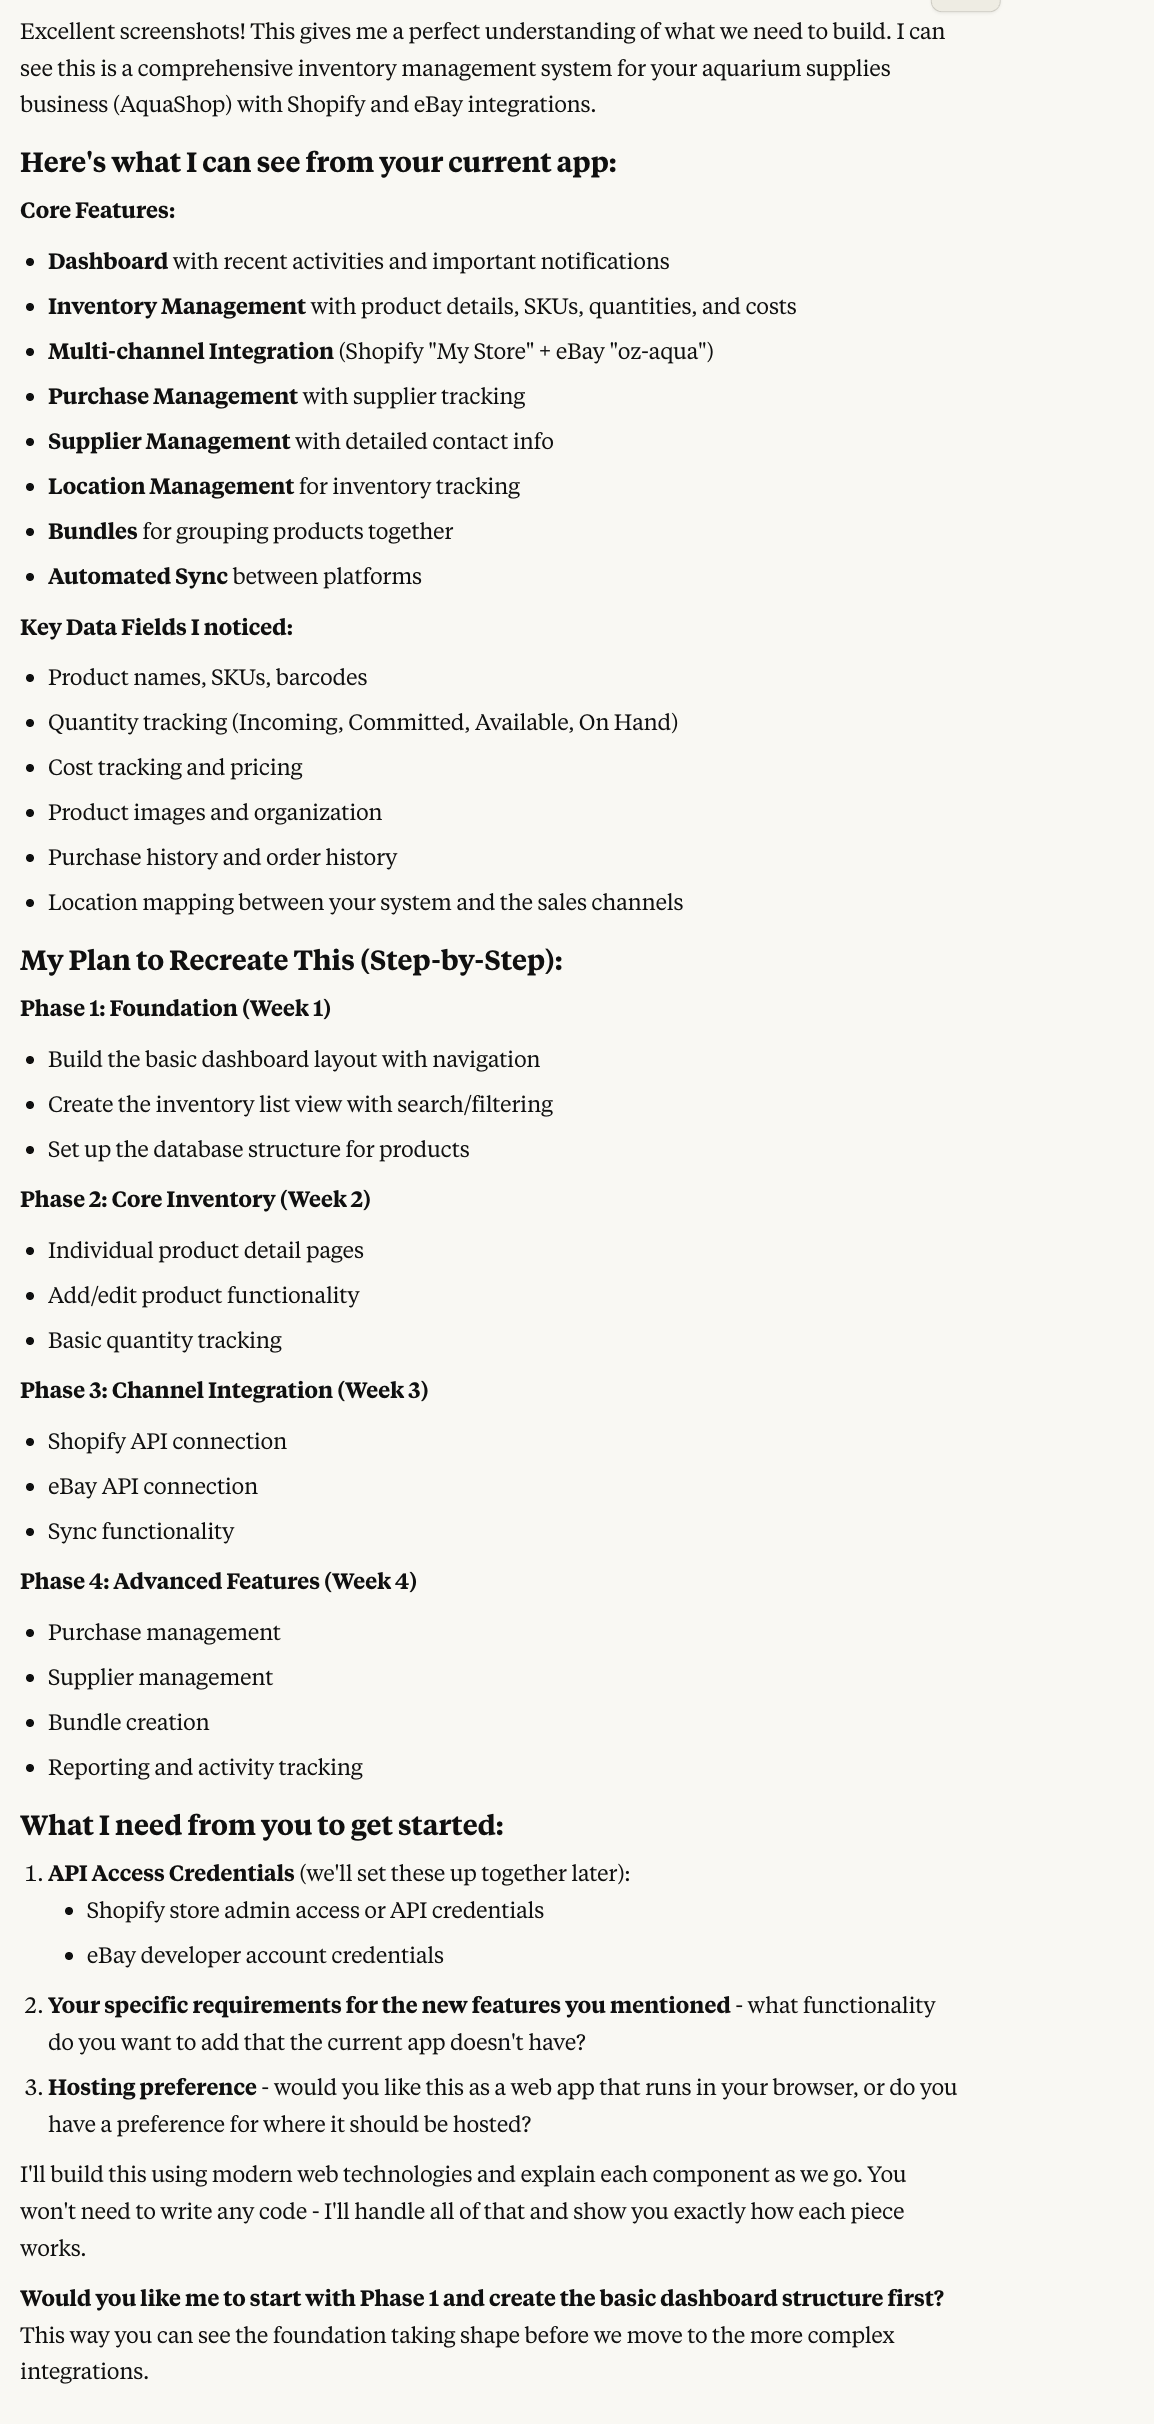 Excellent screenshots! This gives me a perfect understanding of what we need to build. I can
see this is a comprehensive inventory management system for your aquarium supplies
business (AquaShop) with Shopify and eBay integrations.
Here's what I can see from your current app:
Core Features:
• Dashboard with recent activities and important notifications
• Inventory Management with product details, SKUs, quantities, and costs
• Multi-channel Integration (Shopify "My Store" + eBay "oz-aqua")
• Purchase Management with supplier tracking
• Supplier Management with detailed contact info
• Location Management for inventory tracking
• Bundles for grouping products together
• Automated Sync between platforms
Key Data Fields I noticed:
• Product names, SKUs, barcodes
• Quantity tracking (Incoming, Committed, Available, On Hand)
• Cost tracking and pricing
• Product images and organization
• Purchase history and order history
• Location mapping between your system and the sales channels
My Plan to Recreate This (Step-by-Step):
Phase 1: Foundation (Week 1)
• Build the basic dashboard layout with navigation
• Create the inventory list view with search/filtering
• Set up the database structure for products
Phase 2: Core Inventory (Week 2)
• Individual product detail pages
• Add/edit product functionality
• Basic quantity tracking
Phase 3: Channel Integration (Week 3)
• Shopify API connection
• eBay API connection
• Sync functionality
Phase 4: Advanced Features (Week 4)
• Purchase management
• Supplier management
• Bundle creation
• Reporting and activity tracking
What I need from you to get started:
1. API Access Credentials (we'll set these up together later):
• Shopify store admin access or API credentials
• eBay developer account credentials
2. Your specific requirements for the new features you mentioned - what functionality
do you want to add that the current app doesn't have?
3. Hosting preference - would you like this as a web app that runs in your browser, or do you
have a preference for where it should be hosted?
I'll build this using modern web technologies and explain each component as we go. You
won't need to write any code - I'll handle all of that and show you exactly how each piece
works.
Would you like me to start with Phase 1 and create the basic dashboard structure first?
This way you can see the foundation taking shape before we move to the more complex
integrations.